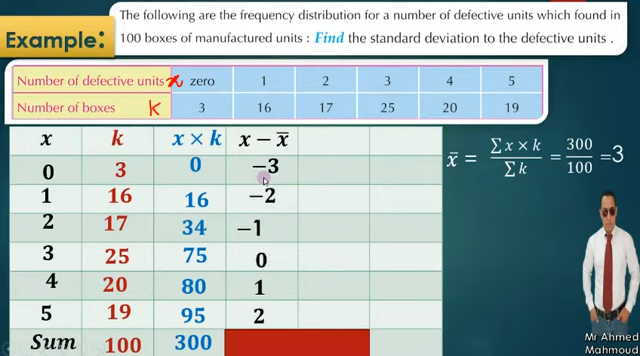 The following are the frequency distribution for a number of defective units which found in
Example:
100 boxes of manufactured units : Find the standard deviation to the defective units .
Number of defective units x zero 1 2 3 4 5
Number of boxes K 3 16 17 25 20 19
x k x × k x − x̅
0 3 0 −3
1 16 16 −2
2 17 34 −1
3 25 75 0
4 20 80 1
5 19 95 2
Sum 100 300
x̅ = ∑ x × k / ∑ k = 300 / 100 = 3
Mr Ahmed
Mahmoud